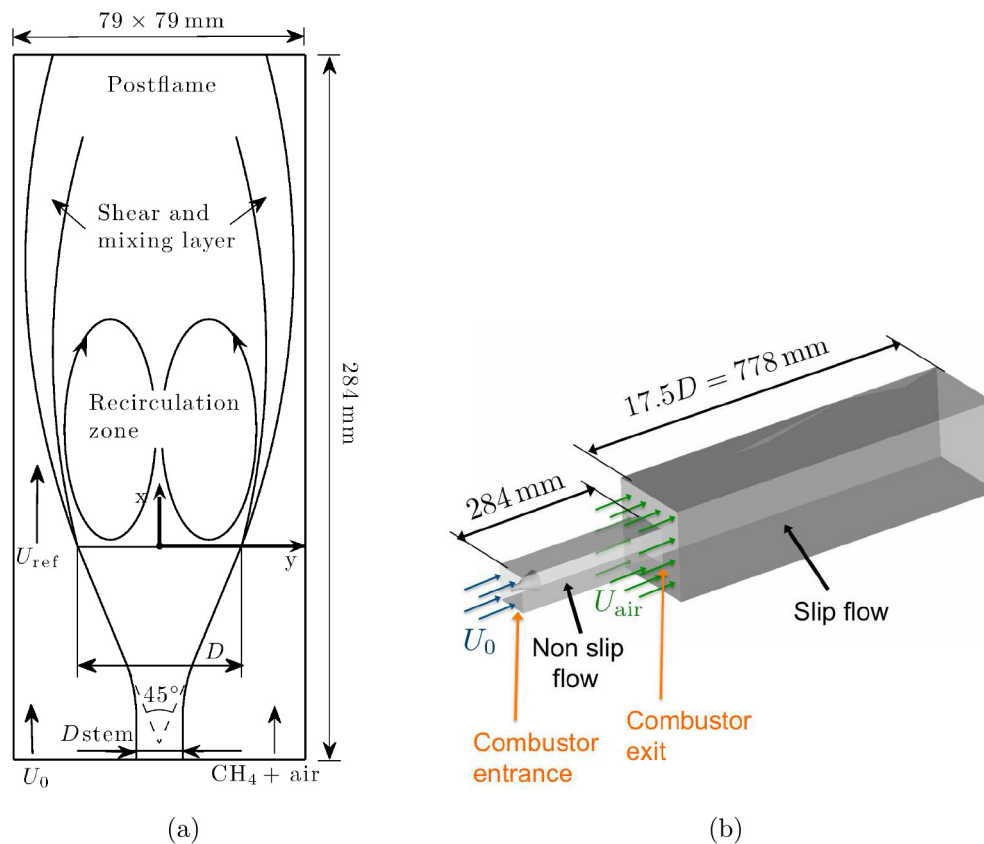 79 × 79 mm
Postflame
Shear and
mixing layer
284 mm
Recirculation
zone
x
U_ref
y
D
45°
D stem
U_0
CH_4 + air
(a)
17.5D = 778 mm
284 mm
U_air
U_0
Non slip
flow
Slip flow
Combustor
entrance
Combustor
exit
(b)